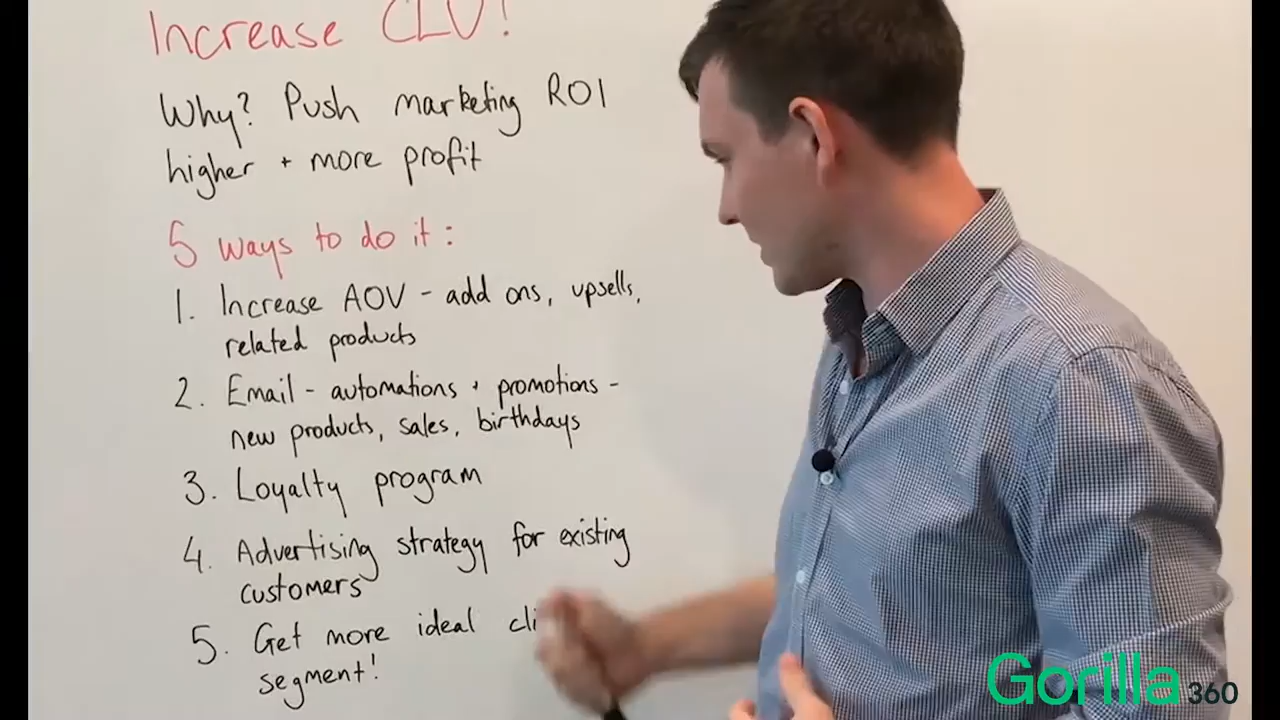 Increase CLV!
Why? Push marketing ROI
higher + more profit
5 ways to do it:
1. Increase AOV - add ons, upsells,
related products
2. Email - automations + promotions -
new products, sales, birthdays
3. Loyalty program
4. Advertising strategy for existing
customers
5. Get more ideal
segment!
Gorilla 360